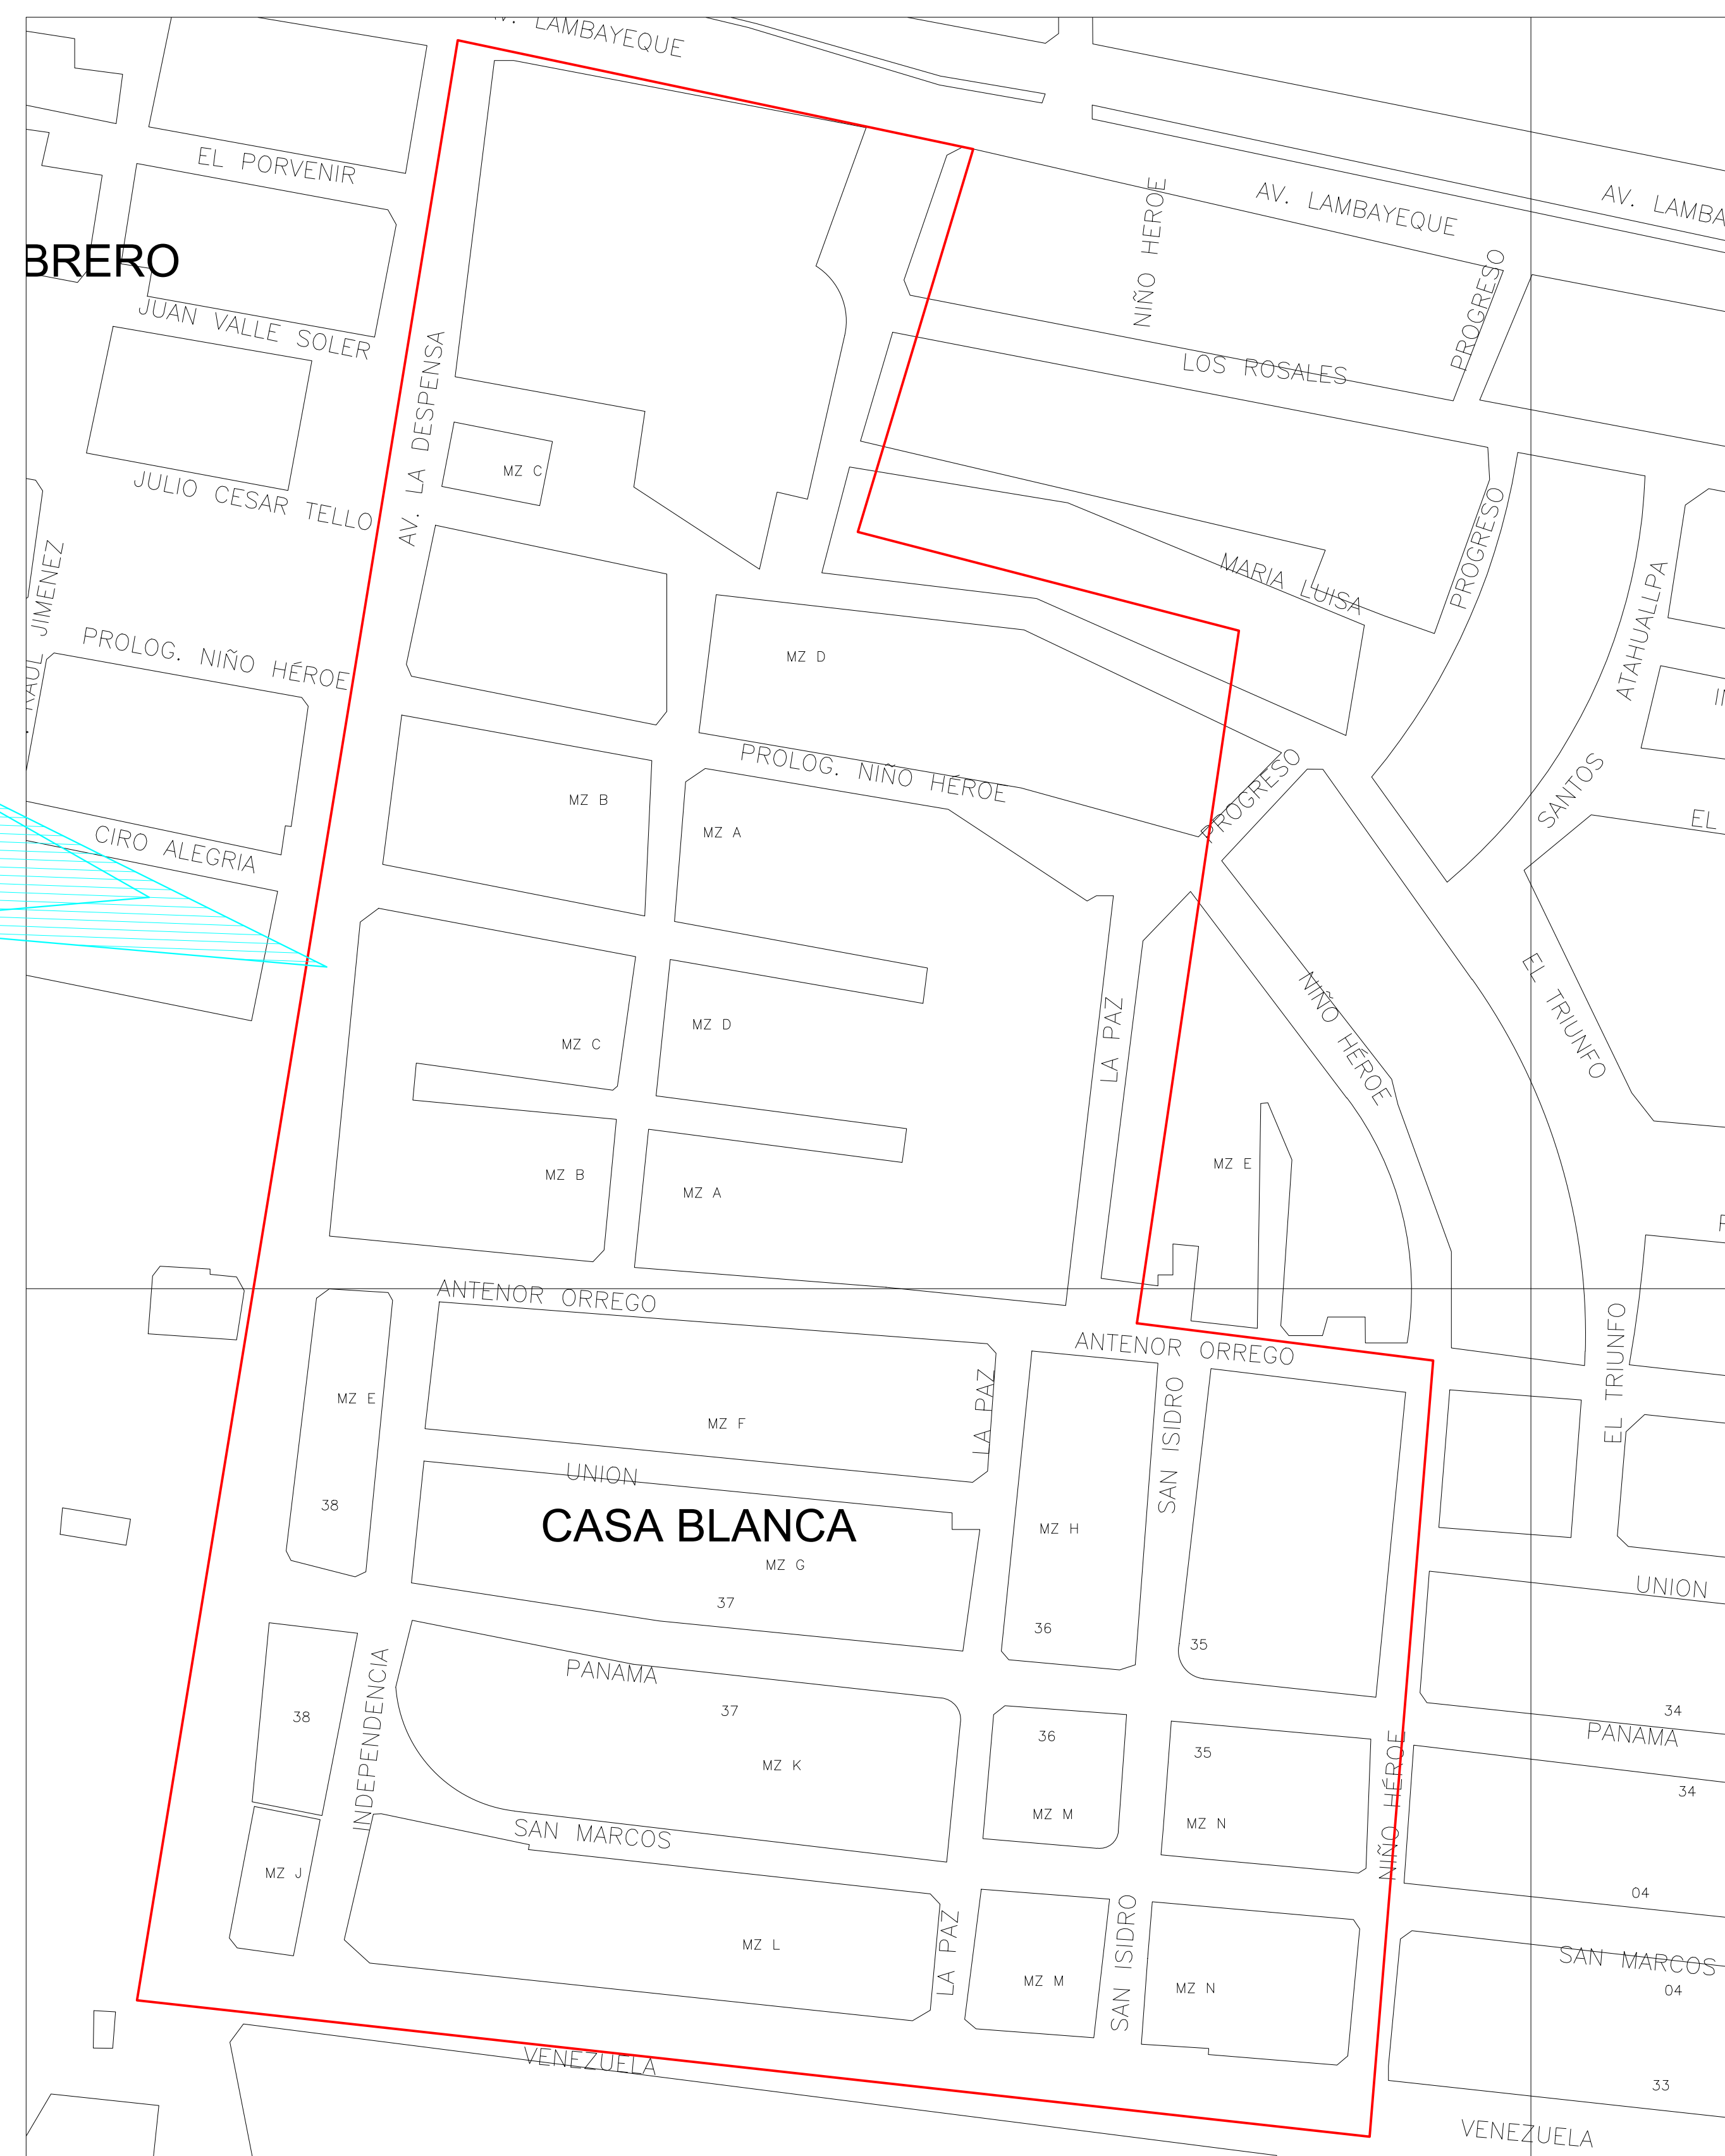 AV. LAMBAYEQUE
EL PORVENIR
NIÑO HEROE
AV. LAMBAYEQUE
AV. LAMBA
BRERO
PROGRESO
JUAN VALLE SOLER
LOS ROSALES
AV. LA DESPENSA
MZ C
JULIO CESAR TELLO
PROGRESO
MARIA LUISA
JIMENEZ
ATAHUALLPA
PROLOG. NIÑO HÉROE
MZ D
PROLOG. NIÑO HÉROE
PROGRESO
SANTOS
MZ B
MZ A
EL
CIRO ALEGRIA
LA PAZ
NIÑO HÉROE
EL TRIUNFO
MZ C
MZ D
MZ E
MZ B
MZ A
ANTENOR ORREGO
ANTENOR ORREGO
EL TRIUNFO
MZ E
MZ F
LA PAZ
SAN ISIDRO
UNION
38
CASA BLANCA
MZ H
MZ G
UNION
37
36
35
PANAMA
INDEPENDENCIA
38
37
36
35
34
PANAMA
NIÑO HÉROE
MZ K
34
SAN MARCOS
MZ M
MZ N
MZ J
04
LA PAZ
SAN ISIDRO
MZ L
MZ M
MZ N
SAN MARCOS
04
VENEZUELA
33
VENEZUELA